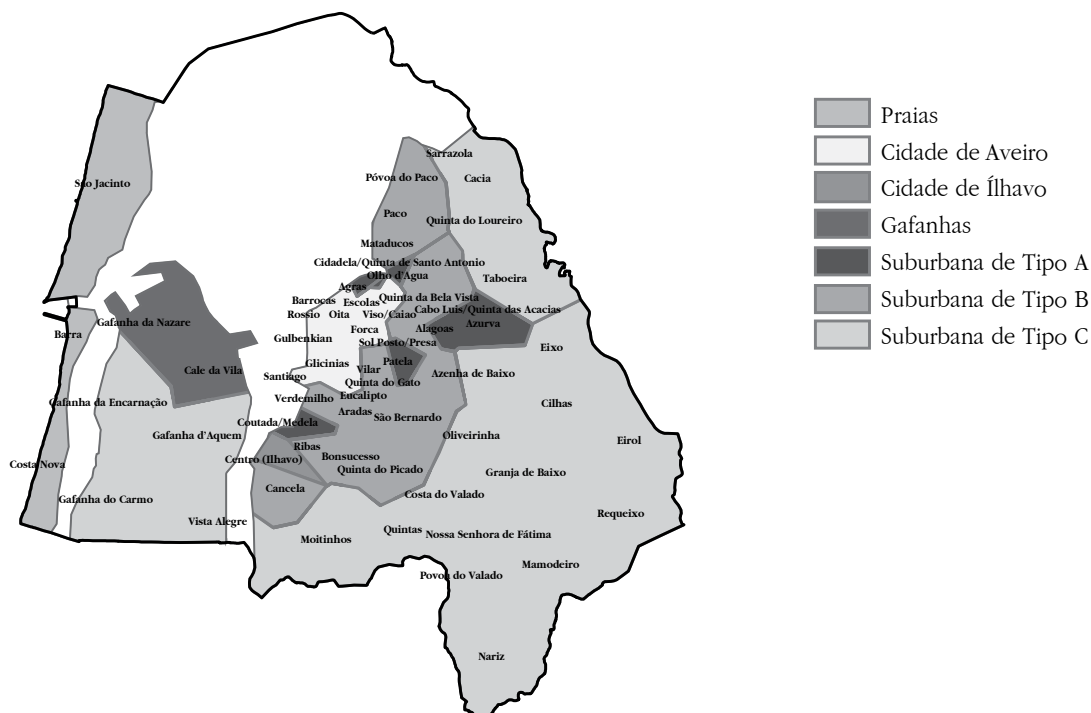 Praias
Cidade de Aveiro
Cidade de Ílhavo
Gafanhas
Suburbana de Tipo A
Suburbana de Tipo B
Suburbana de Tipo C
Sarrazola
Póvoa do Paco
Cacia
São Jacinto
Paco
Quinta do Loureiro
Mataducos
Cidadela/Quinta de Santo Antonio
Olho d'Agua
Taboeira
Agras
Barrocas
Escolas
Quinta da Bela Vista
Rossio
Oita
Viso/Caiao
Cabo Luis/Quinta das Acacias
Gafanha da Nazare
Forca
Alagoas
Azurva
Barra
Gulbenkian
Sol Posto/Presa
Eixo
Glicinias
Patela
Cale da Vila
Vilar
Azenha de Baixo
Santiago
Quinta do Gato
Verdemilho
Eucalipto
Gafanha da Encarnação
Aradas
São Bernardo
Cilhas
Coutada/Medela
Gafanha d'Aquem
Oliveirinha
Eirol
Ribas
Centro (Ilhavo)
Bonsucesso
Costa Nova
Quinta do Picado
Granja de Baixo
Cancela
Gafanha do Carmo
Costa do Valado
Requeixo
Vista Alegre
Quintas
Nossa Senhora de Fátima
Moitinhos
Mamodeiro
Povoa do Valado
Nariz